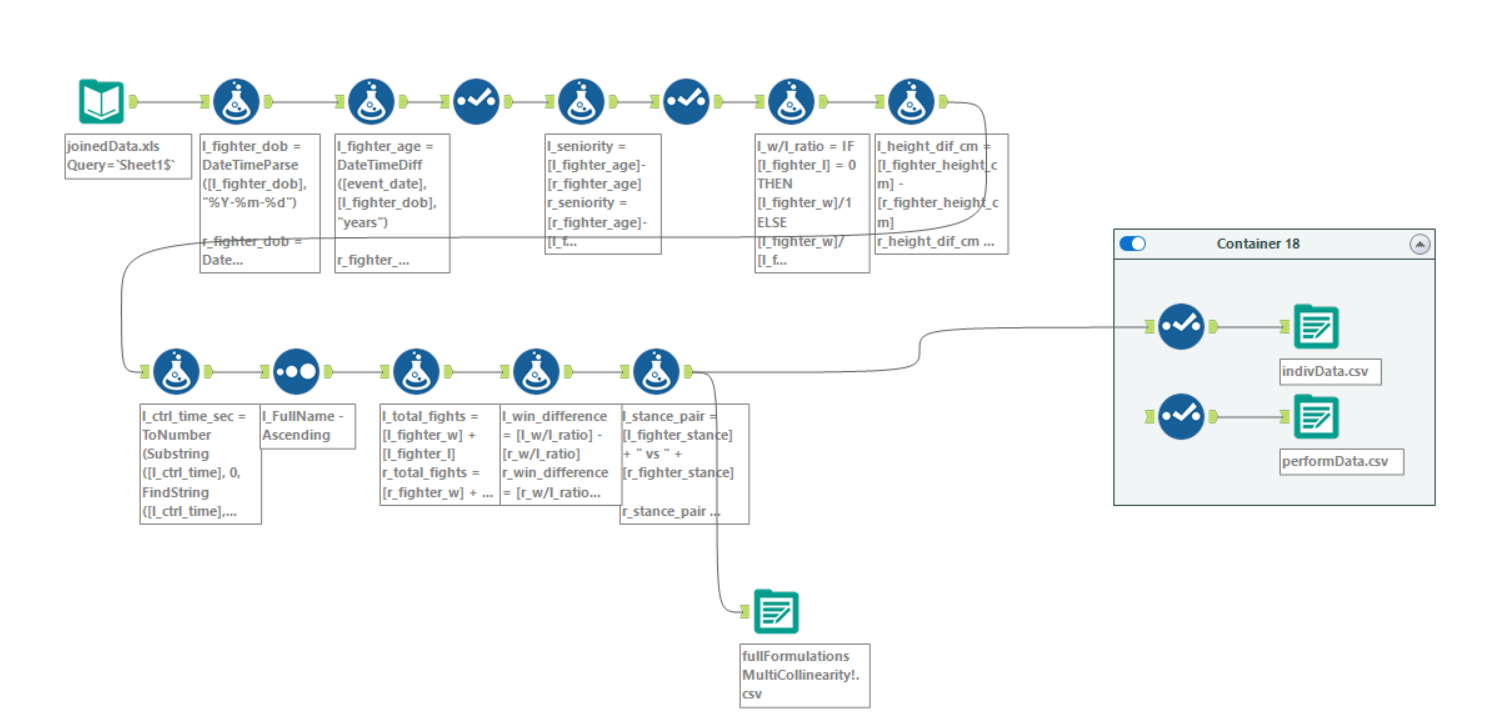 joinedData.xls
Query=`Sheet1$`
l_fighter_dob =
DateTimeParse
([l_fighter_dob],
"%Y-%m-%d")
r_fighter_dob =
Date...
l_fighter_age =
DateTimeDiff
([event_date],
[l_fighter_dob],
"years")
r_fighter_...
l_seniority =
[l_fighter_age]-
[r_fighter_age]
r_seniority =
[r_fighter_age]-
[l_f...
l_w/l_ratio = IF
[l_fighter_l] = 0
THEN
[l_fighter_w]/1
ELSE
[l_fighter_w]/
[l_f...
l_height_dif_cm =
[l_fighter_height_c
m] -
[r_fighter_height_c
m]
r_height_dif_cm ...
Container 18
indivData.csv
performData.csv
l_ctrl_time_sec =
ToNumber
(Substring
([l_ctrl_time], 0,
FindString
([l_ctrl_time],...
l_FullName -
Ascending
l_total_fights =
[l_fighter_w] +
[l_fighter_l]
r_total_fights =
[r_fighter_w] + ...
l_win_difference
= [l_w/l_ratio] -
[r_w/l_ratio]
r_win_difference
= [r_w/l_ratio...
l_stance_pair =
[l_fighter_stance]
+ " vs " +
[r_fighter_stance]
r_stance_pair ...
fullFormulations
MultiCollinearity!.
csv